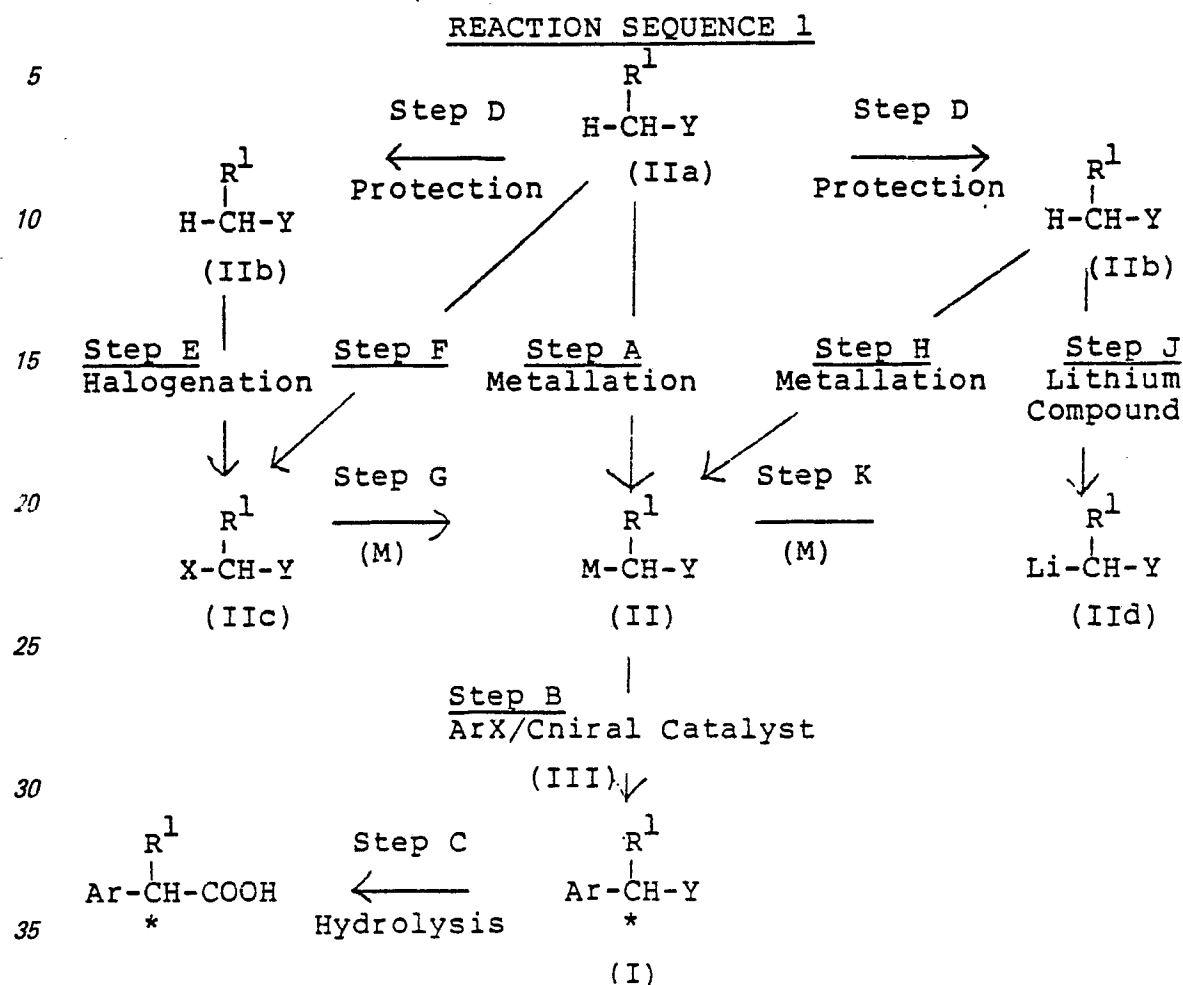 REACTION SEQUENCE 1
5
R1
Step D
H-CH-Y
Step D
(IIa)
R1
Protection
Protection
R1
10
H-CH-Y
H-CH-Y
(IIb)
(IIb)
15
Step E
Step F
Step A
Step H
Step J
Halogenation
Metallation
Metallation
Lithium
Compound
20
Step G
Step K
R1
R1
R1
(M)
(M)
X-CH-Y
M-CH-Y
Li-CH-Y
(IIc)
(II)
(IId)
25
Step B
ArX/Cniral Catalyst
30
(III)
R1
Step C
R1
Ar-CH-COOH
Ar-CH-Y
35
*
Hydrolysis
*
(I)